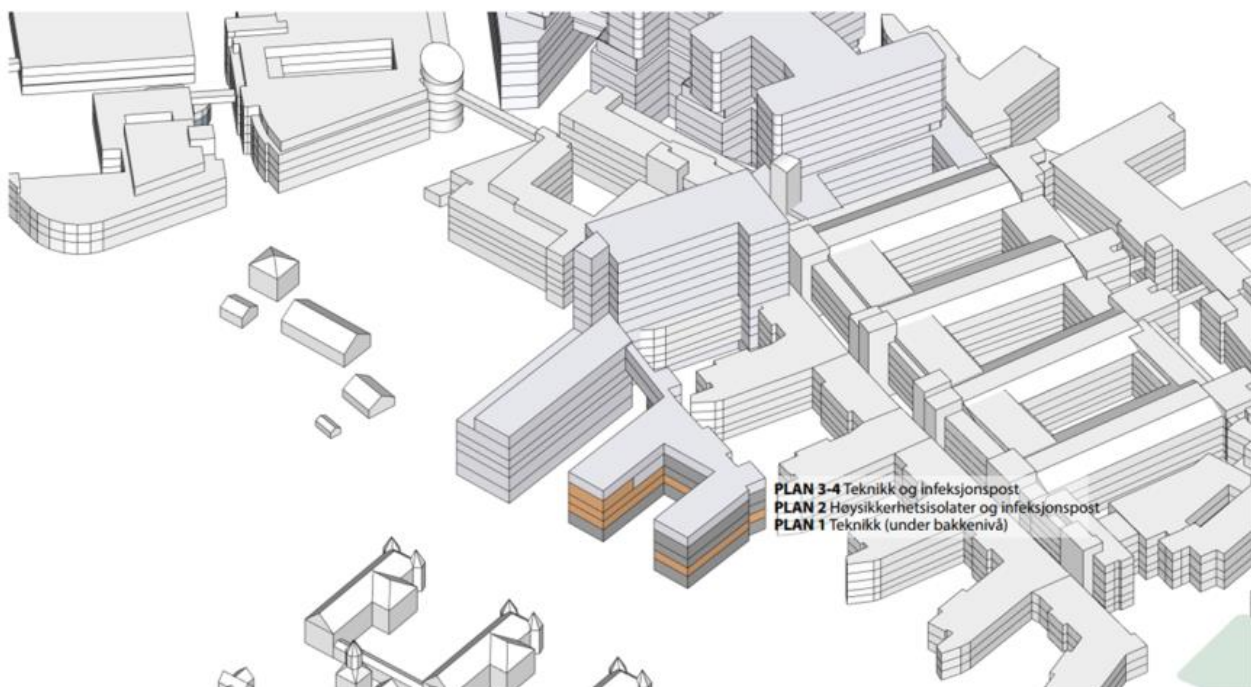 PLAN 3-4 Teknikk og infeksjonspost
PLAN 2 Høysikkerhetsisolater og infeksjonspost
PLAN 1 Teknikk (under bakkenivå)